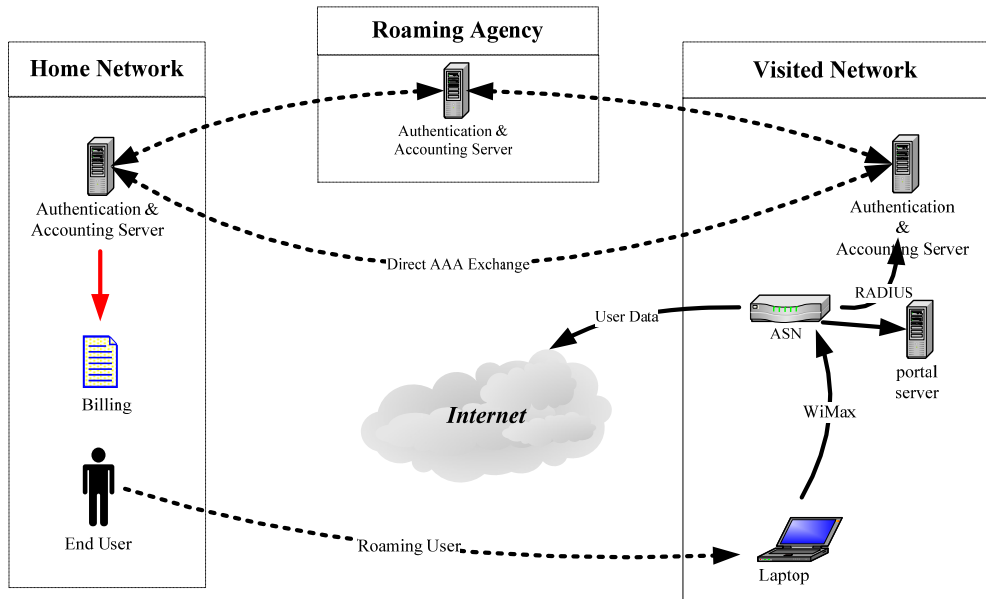 Roaming Agency
Home Network
Visited Network
Authentication &
Accounting Server
Authentication &
Accounting Server
Authentication
&
Accounting Server
Direct AAA Exchange
RADIUS
User Data
ASN
portal
server
Billing
Internet
WiMax
End User
Roaming User
Laptop